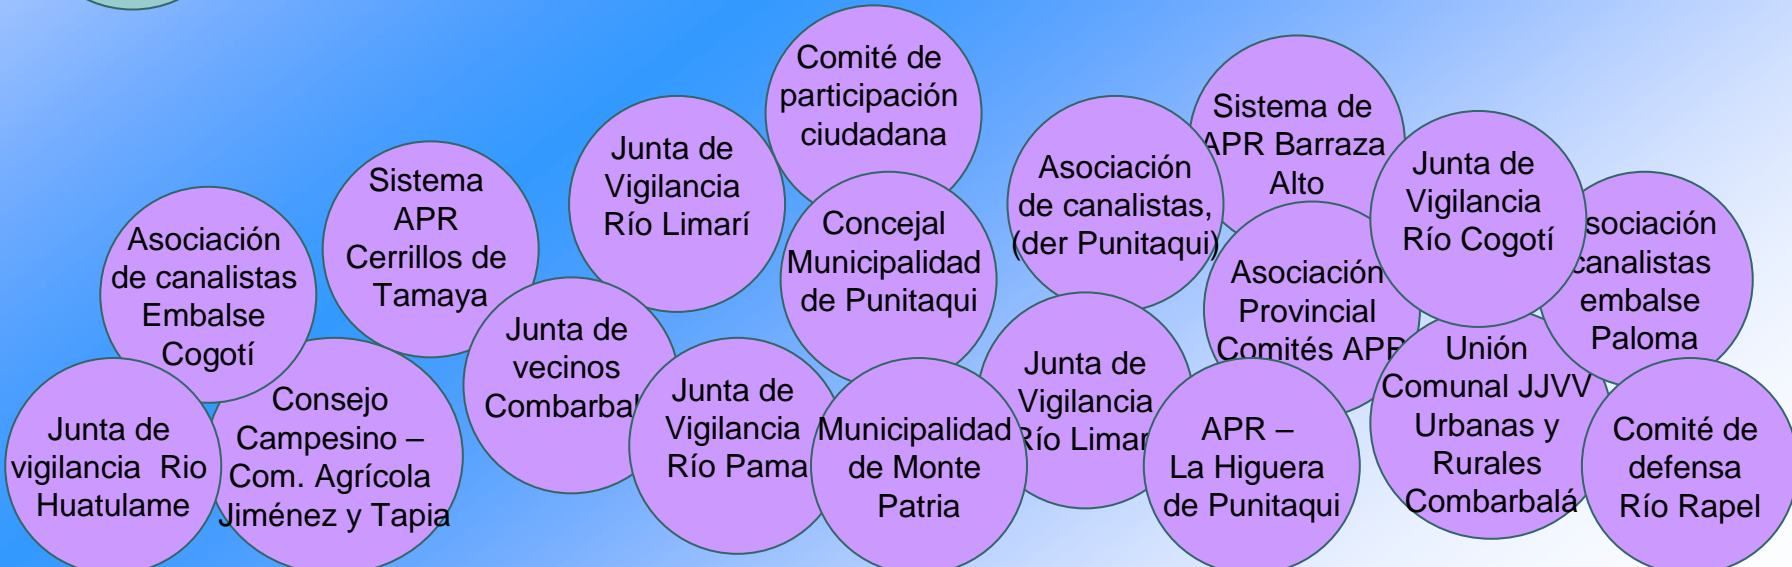 Comité de
participación
ciudadana
Sistema de
APR Barraza
Alto
Junta de
Vigilancia
Río Limarí
Asociación
de canalistas,
(der Punitaqui)
Junta de
Vigilancia
Río Cogotí
Sistema
APR
Cerrillos de
Tamaya
Concejal
Municipalidad
de Punitaqui
sociación
canalistas
embalse
Paloma
Asociación
de canalistas
Embalse
Cogotí
Asociación
Provincial
Comités APR
Junta de
vecinos
Combarbal
Junta de
Vigilancia
Río Limar
Unión
Comunal JJVV
Urbanas y
Rurales
Combarbalá
Consejo
Campesino –
Com. Agrícola
Jiménez y Tapia
Junta de
Vigilancia
Río Pama
Junta de
vigilancia Rio
Huatulame
Municipalidad
de Monte
Patria
APR –
La Higuera
de Punitaqui
Comité de
defensa
Río Rapel